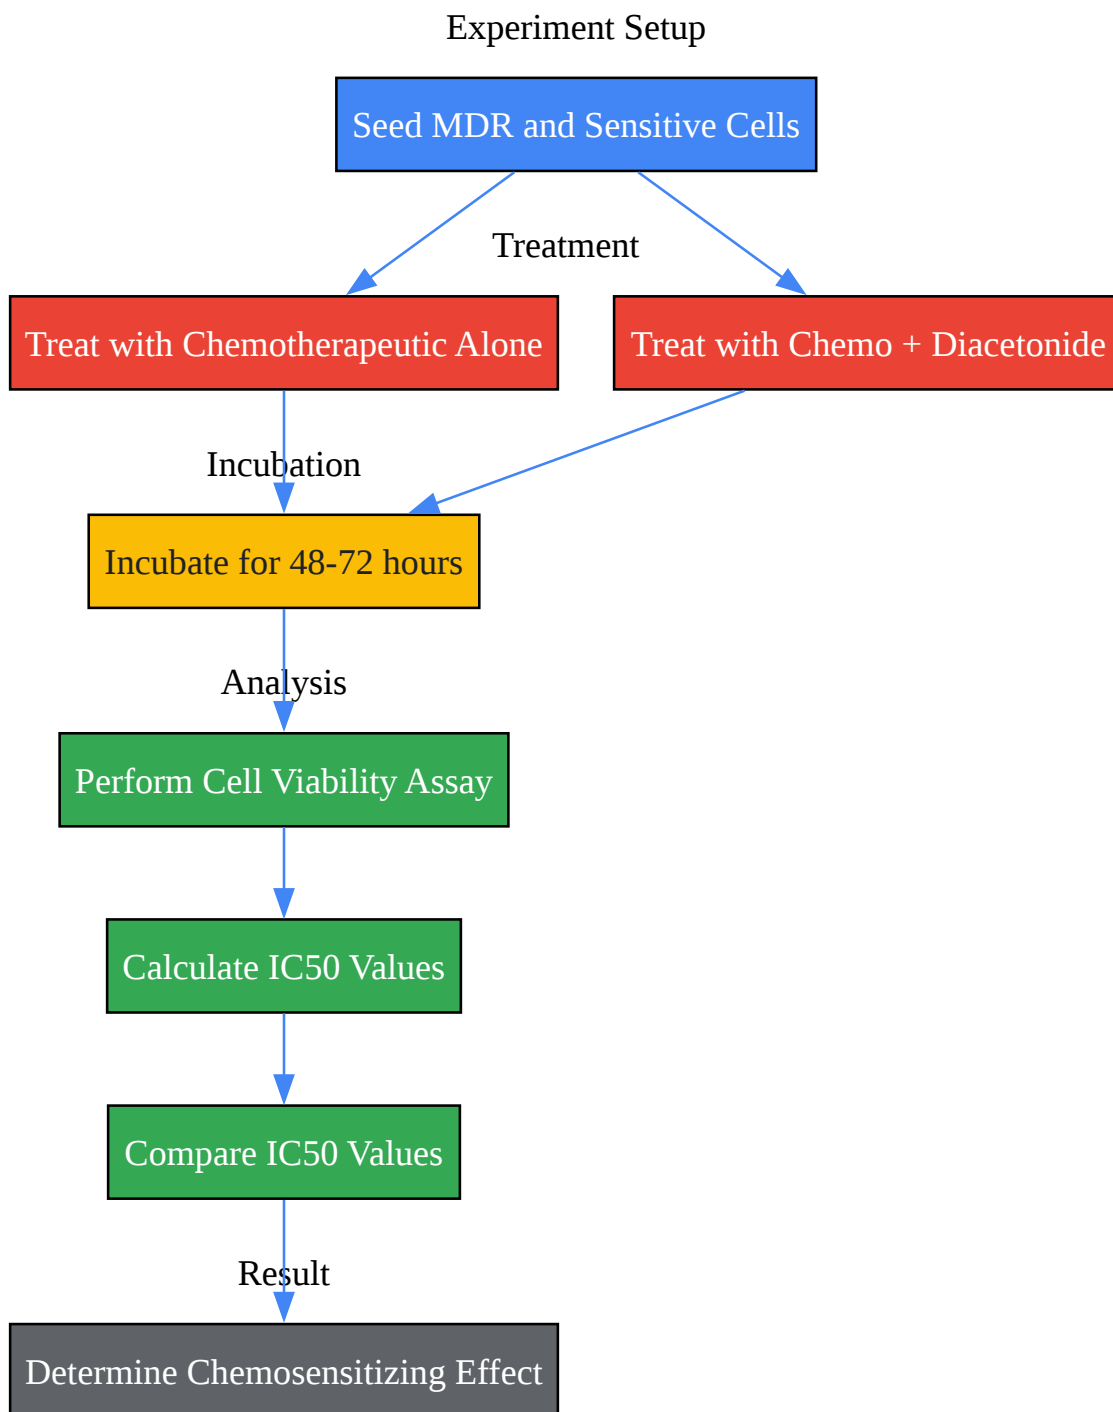 Experiment Setup
Seed MDR and Sensitive Cells
Treatment
Treat with Chemotherapeutic Alone
Treat with Chemo + Diacetonide
Incubation
Incubate for 48-72 hours
Analysis
Perform Cell Viability Assay
Calculate IC50 Values
Compare IC50 Values
Result
Determine Chemosensitizing Effect